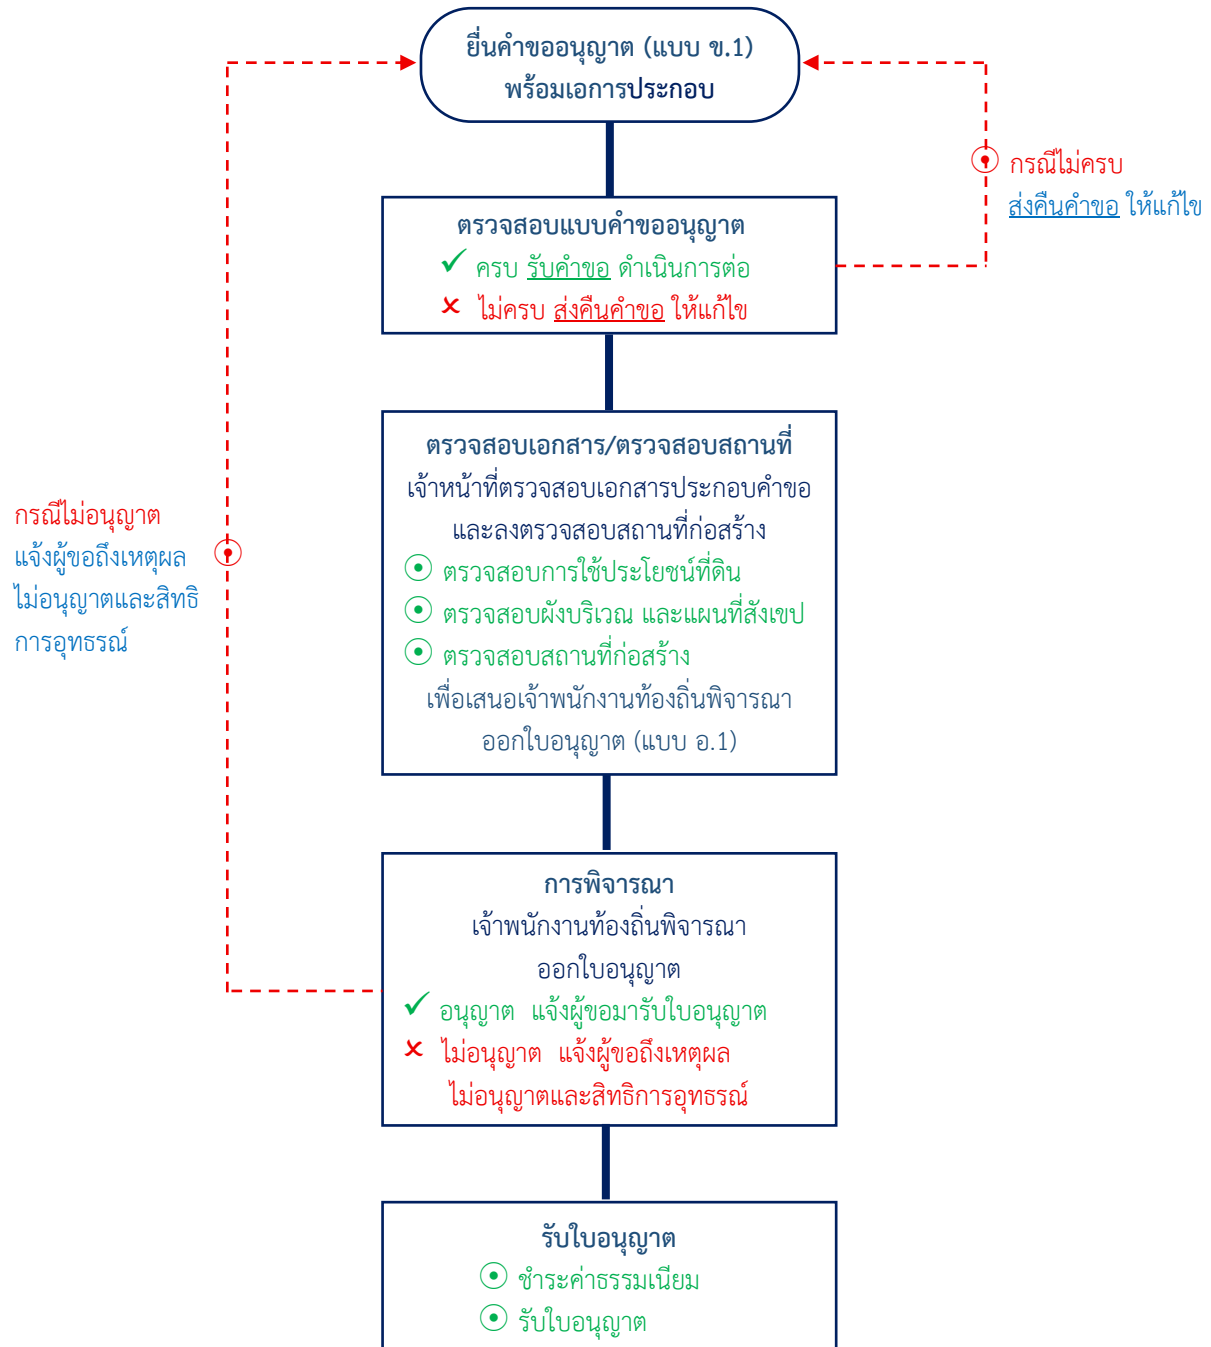 ยื่นคำขออนุญาต (แบบ ข.1)
พร้อมเอการประกอบ
กรณีไม่ครบ
ส่งคืนคำขอ ให้แก้ไข
ตรวจสอบแบบคำขออนุญาต
✓ ครบ รับคำขอ ดำเนินการต่อ
✗ ไม่ครบ ส่งคืนคำขอ ให้แก้ไข
ตรวจสอบเอกสาร/ตรวจสอบสถานที่
เจ้าหน้าที่ตรวจสอบเอกสารประกอบคำขอ
และลงตรวจสอบสถานที่ก่อสร้าง
ตรวจสอบการใช้ประโยชน์ที่ดิน
ตรวจสอบผังบริเวณ และแผนที่สังเขป
ตรวจสอบสถานที่ก่อสร้าง
เพื่อเสนอเจ้าพนักงานท้องถิ่นพิจารณา
ออกใบอนุญาต (แบบ อ.1)
กรณีไม่อนุญาต
แจ้งผู้ขอถึงเหตุผล
ไม่อนุญาตและสิทธิ
การอุทธรณ์
การพิจารณา
เจ้าพนักงานท้องถิ่นพิจารณา
ออกใบอนุญาต
✓ อนุญาต แจ้งผู้ขอมารับใบอนุญาต
✗ ไม่อนุญาต แจ้งผู้ขอถึงเหตุผล
ไม่อนุญาตและสิทธิการอุทธรณ์
รับใบอนุญาต
ชำระค่าธรรมเนียม
รับใบอนุญาต